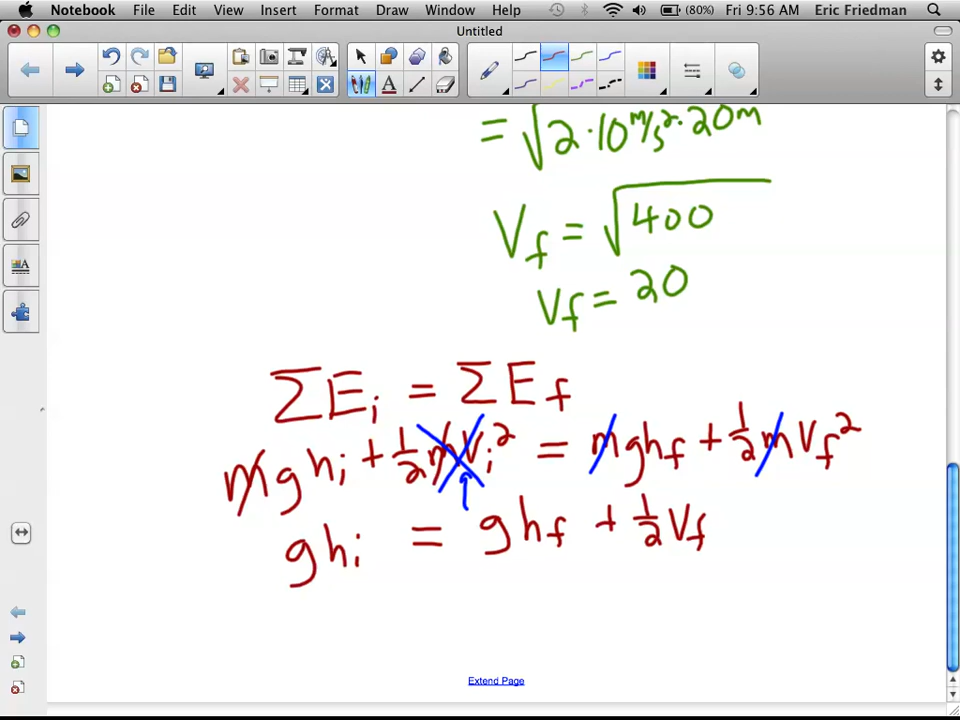 Notebook File Edit View Insert Format Draw Window Help (80%) Fri 9:56 AM Eric Friedman
Untitled
= √2·10 m/s²·20m
Vf = √400
Vf = 20
ΣEi = ΣEf
mghi + ½mVi² = mghf + ½mVf²
ghi = ghf + ½Vf
Extend Page